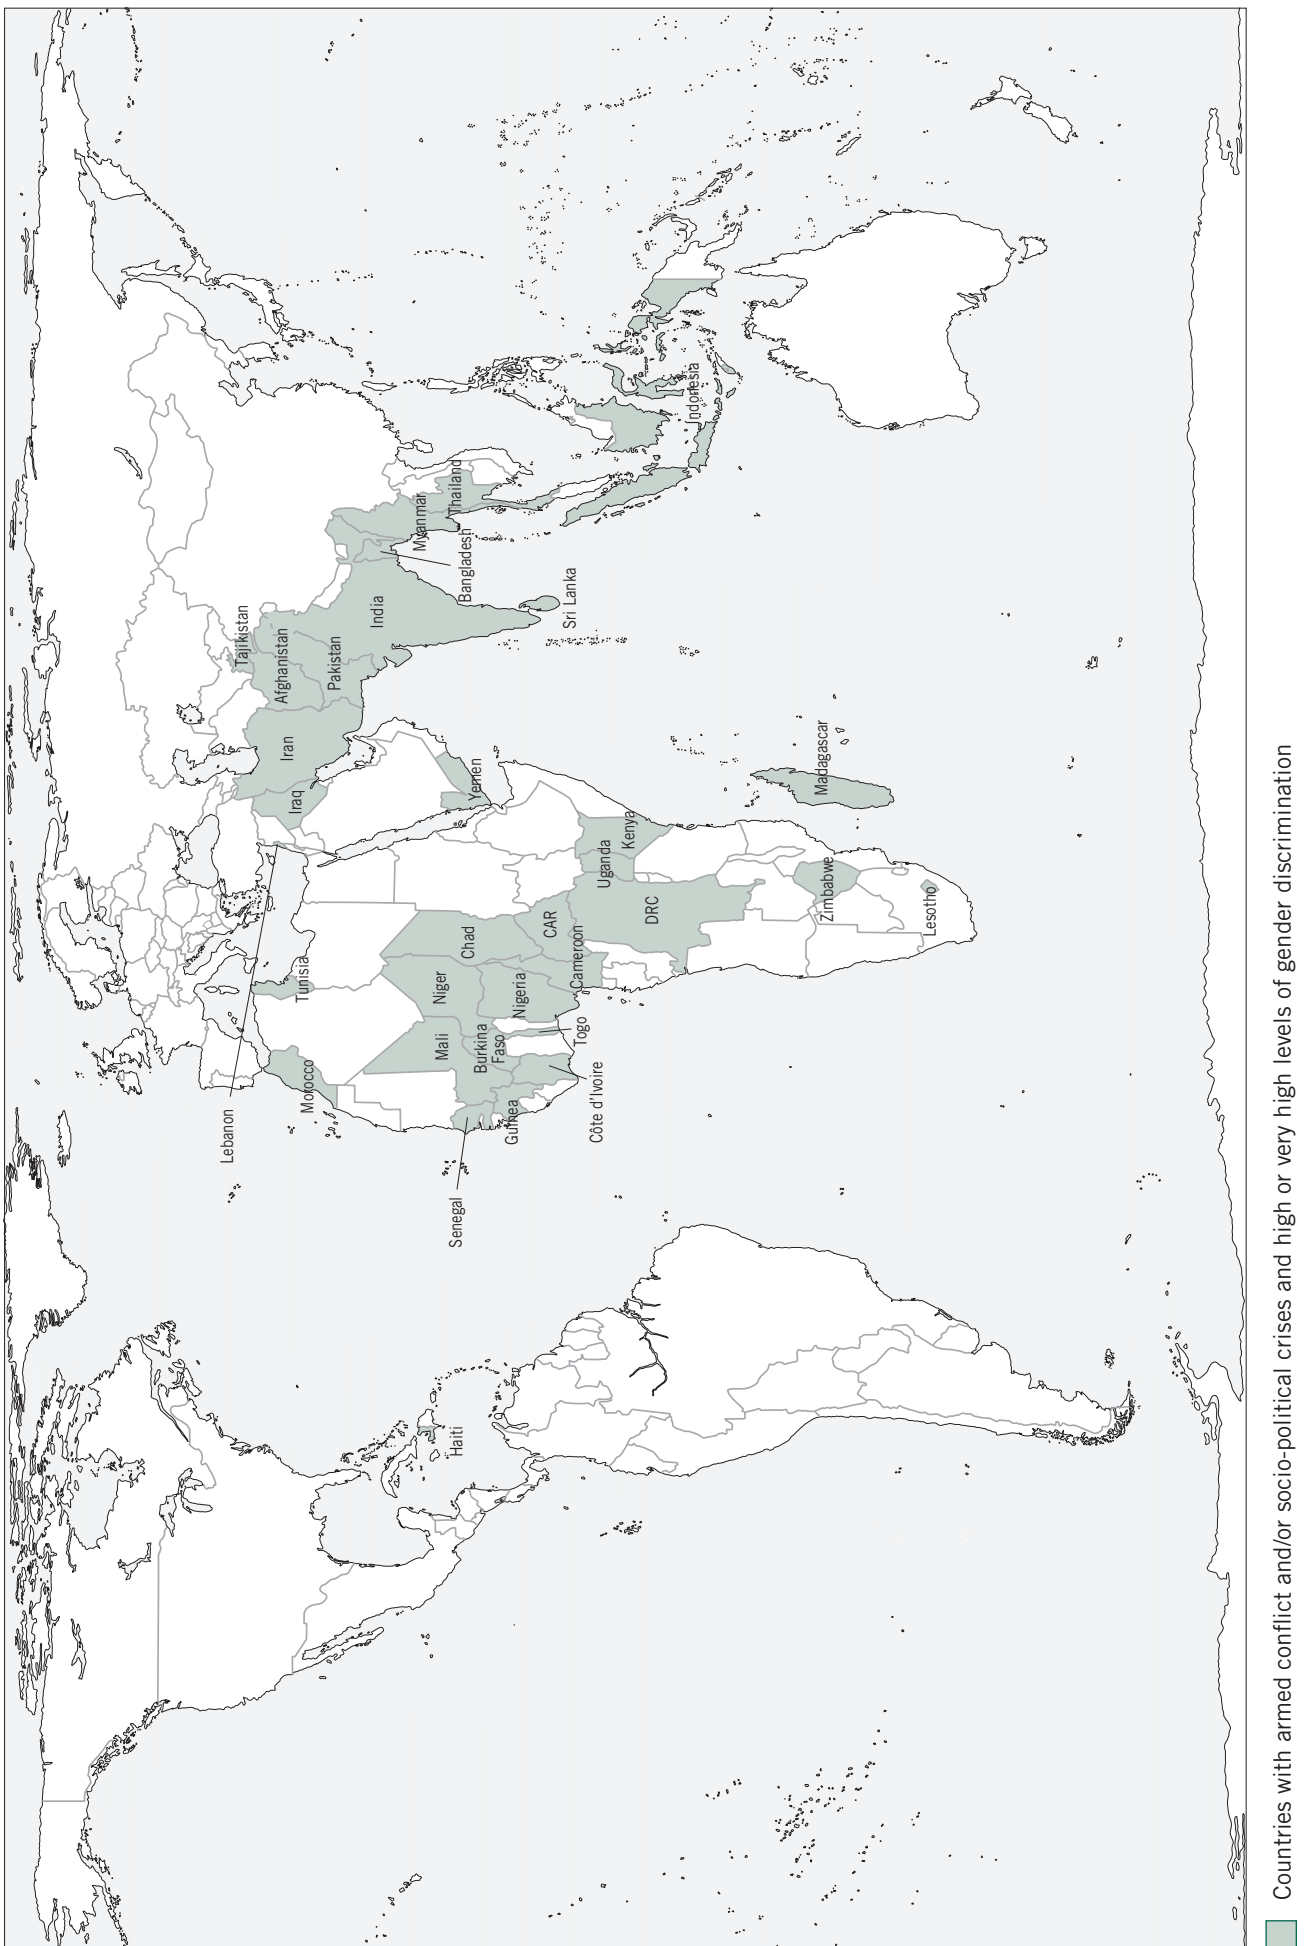 Haiti
Senegal
Lebanon
Morocco
Tunisia
Mali
Niger
Chad
Burkina
Faso
Nigeria
Guinea
Côte d'Ivoire
Togo
Cameroon
CAR
DRC
Uganda
Kenya
Zimbabwe
Lesotho
Madagascar
Yemen
Iraq
Iran
Tajikistan
Afghanistan
Pakistan
India
Sri Lanka
Bangladesh
Myanmar
Thailand
Indonesia
Countries with armed conflict and/or socio-political crises and high or very high levels of gender discrimination